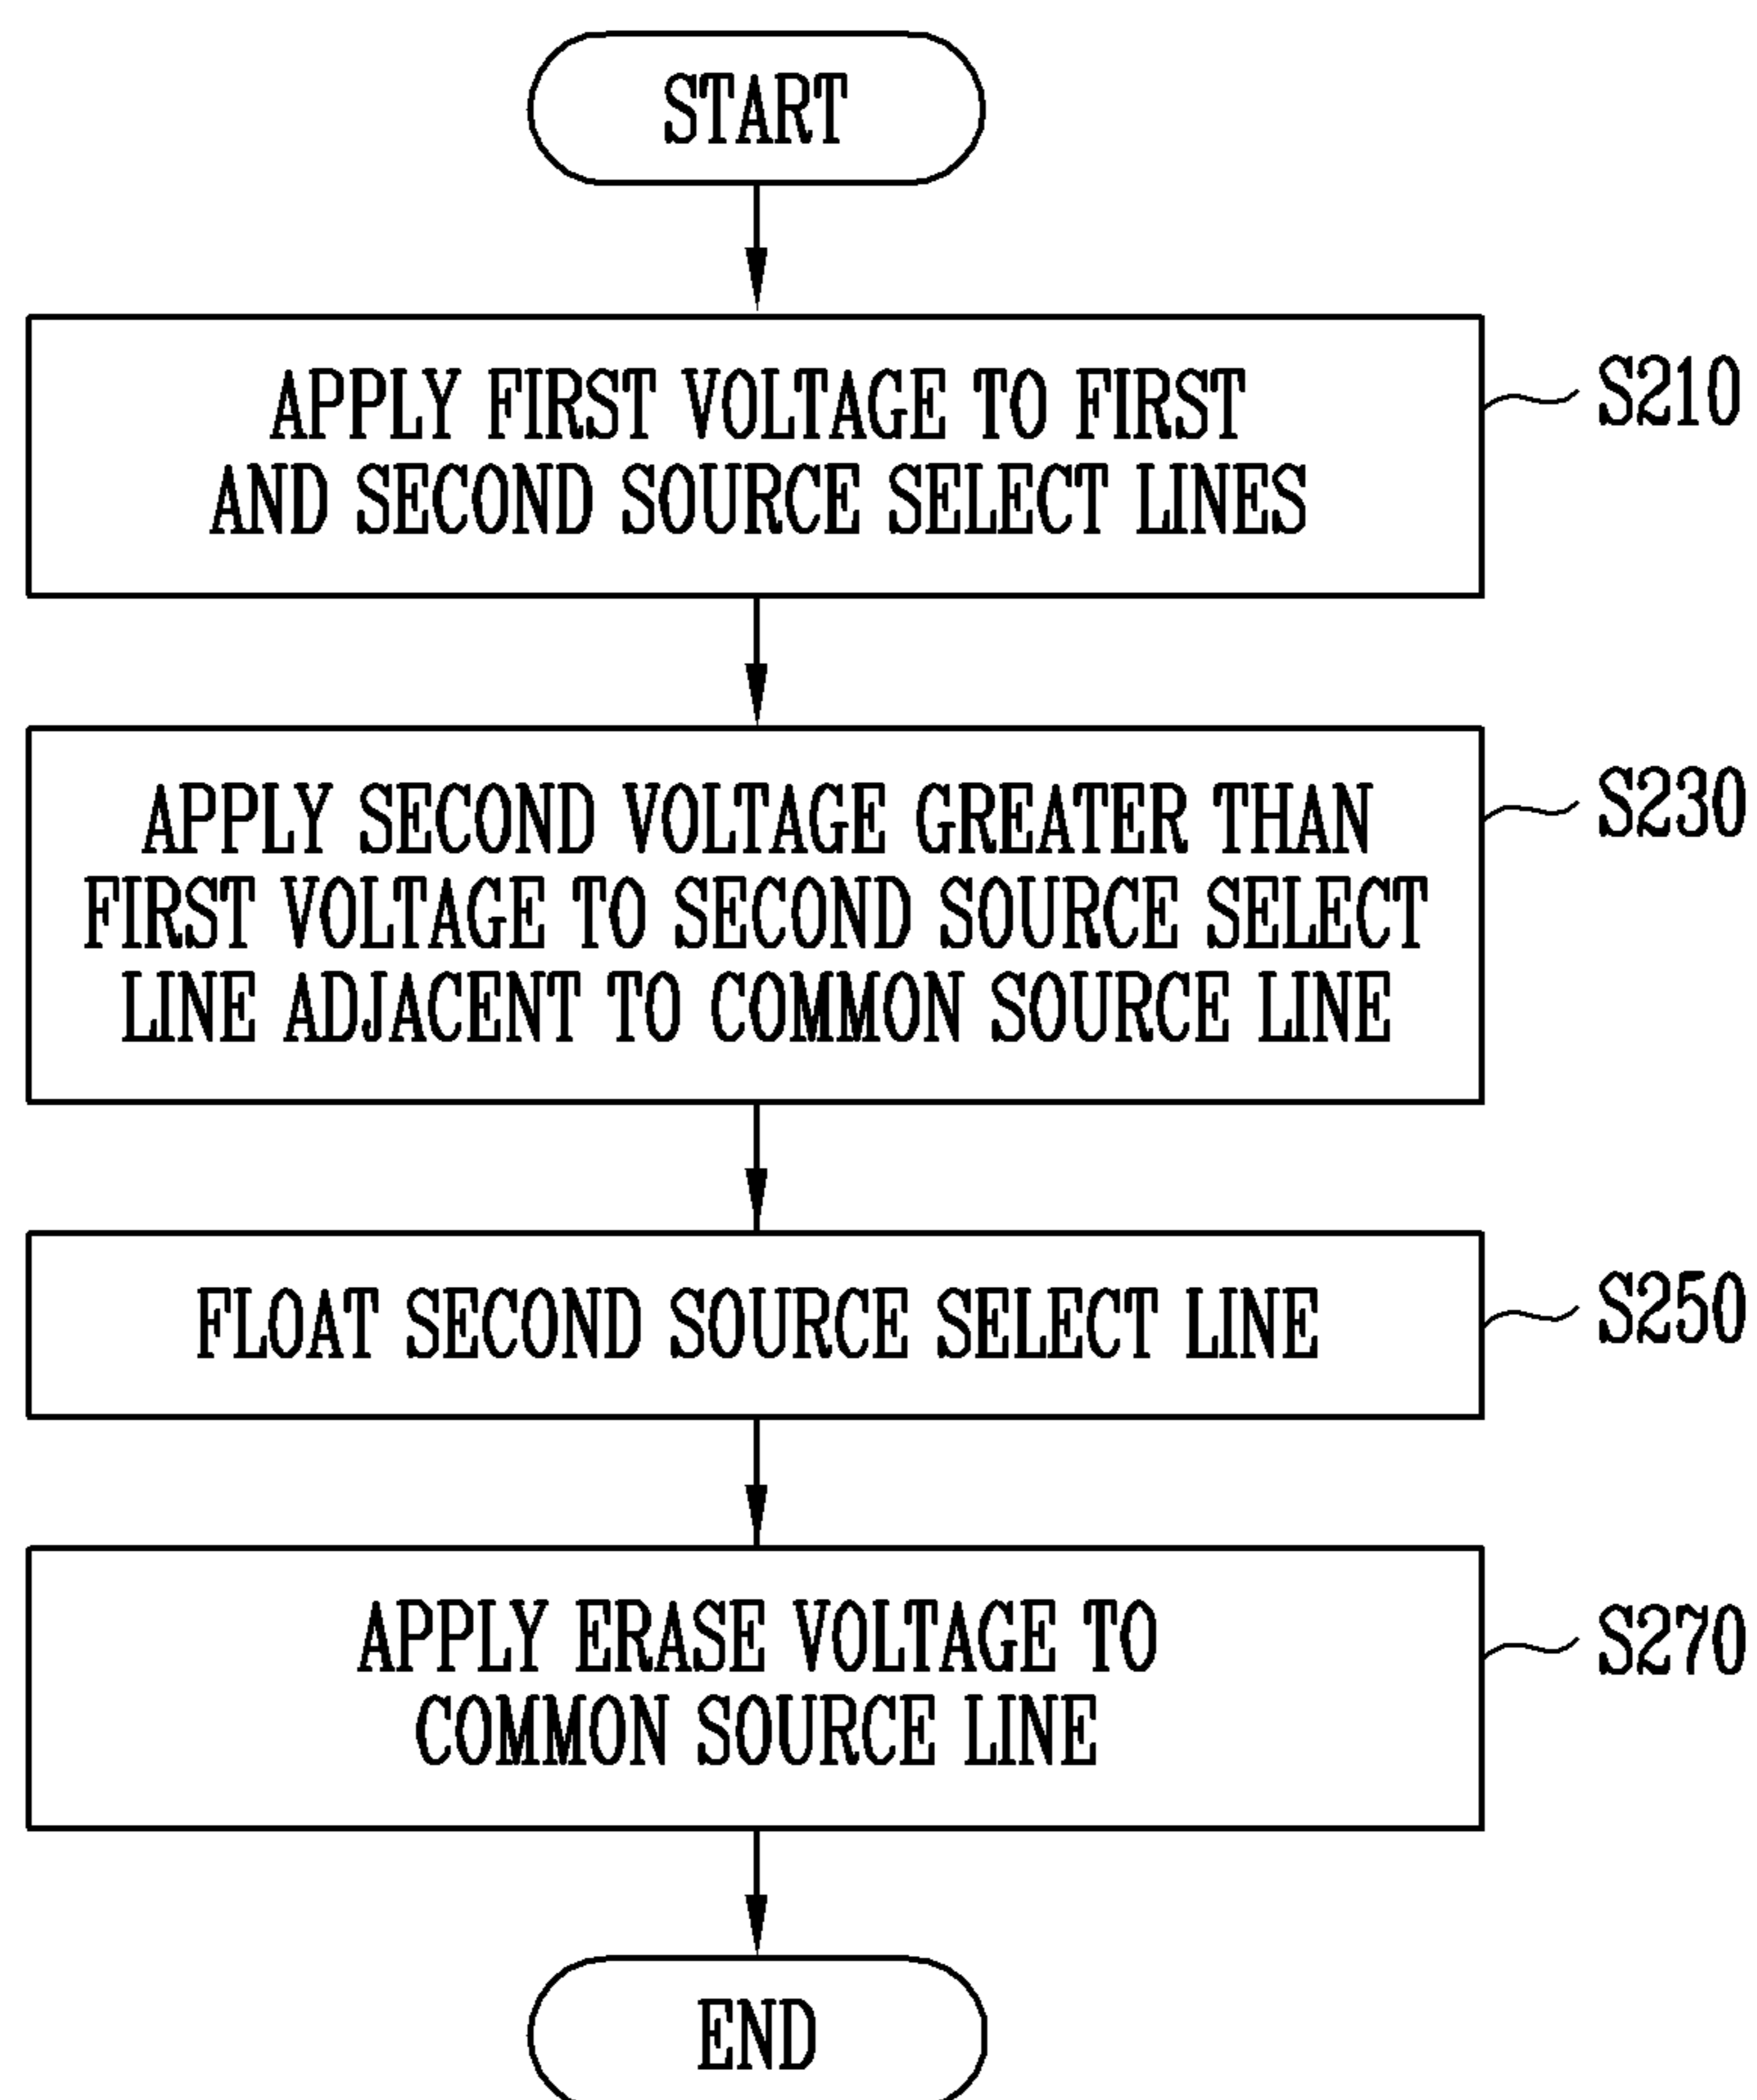 START
APPLY FIRST VOLTAGE TO FIRST
AND SECOND SOURCE SELECT LINES
S210
APPLY SECOND VOLTAGE GREATER THAN
FIRST VOLTAGE TO SECOND SOURCE SELECT
LINE ADJACENT TO COMMON SOURCE LINE
S230
FLOAT SECOND SOURCE SELECT LINE
S250
APPLY ERASE VOLTAGE TO
COMMON SOURCE LINE
S270
END